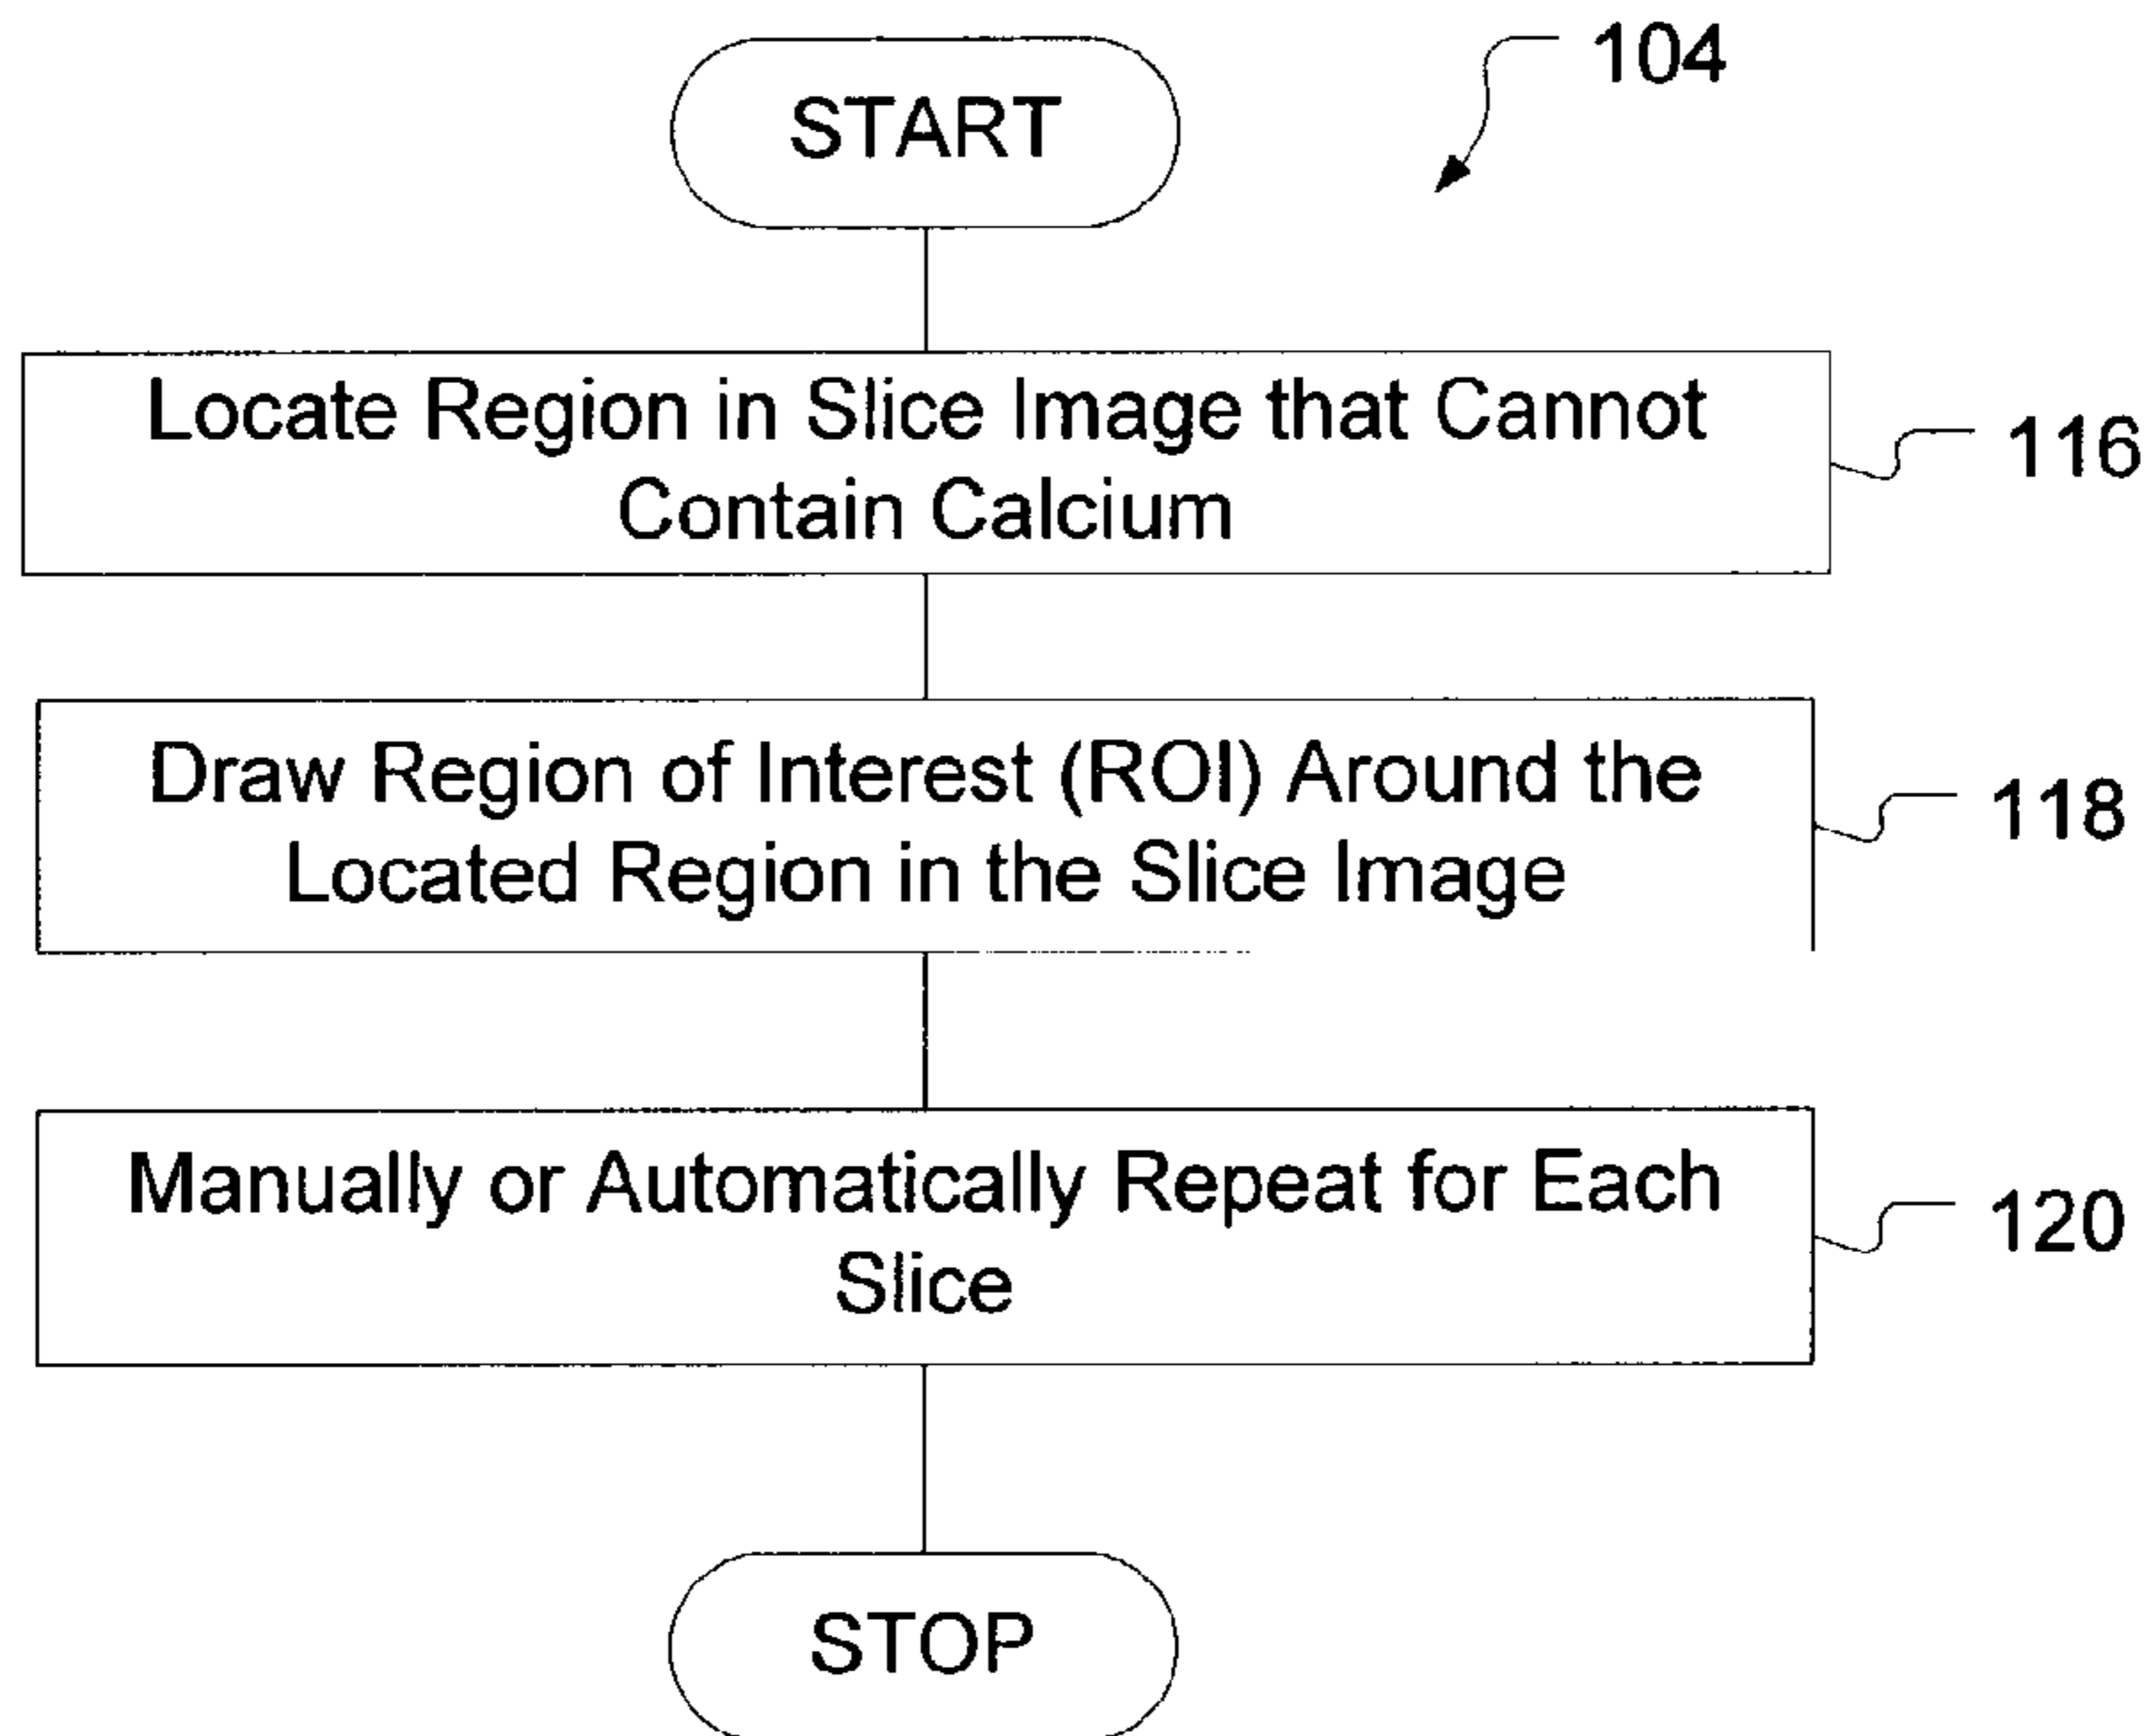 START
104
Locate Region in Slice Image that Cannot
Contain Calcium
116
Draw Region of Interest (ROI) Around the
Located Region in the Slice Image
118
Manually or Automatically Repeat for Each
Slice
120
STOP